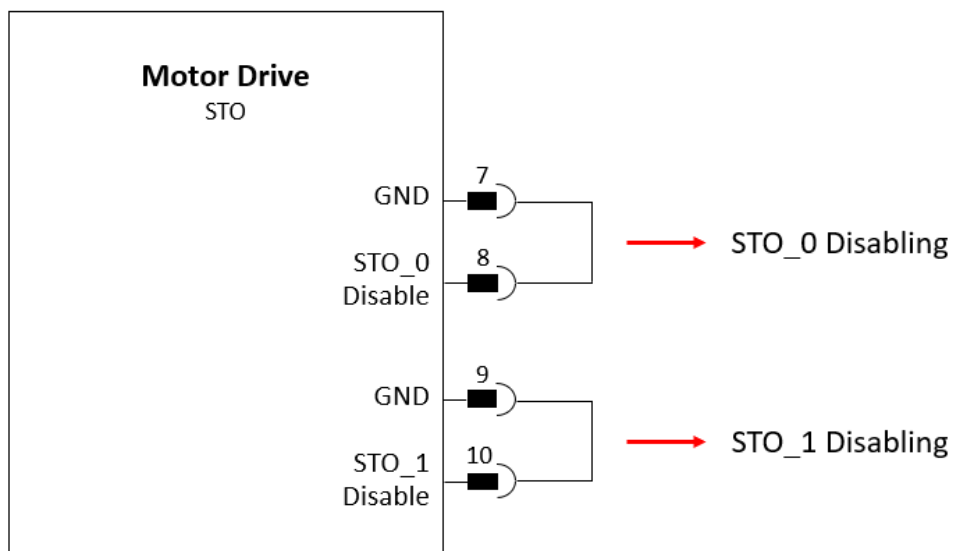 Motor Drive
STO
7
GND
STO_0 Disabling
8
STO_0
Disable
9
GND
STO_1 Disabling
10
STO_1
Disable